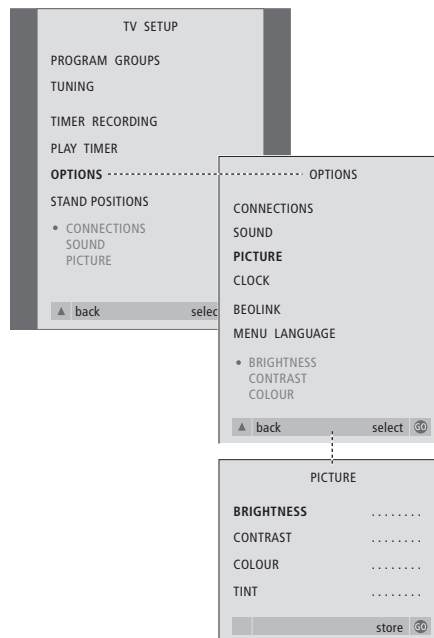 TV SETUP
PROGRAM GROUPS
TUNING
TIMER RECORDING
PLAY TIMER
OPTIONS
STAND POSITIONS
• CONNECTIONS
SOUND
PICTURE
▲ back selec
OPTIONS
CONNECTIONS
SOUND
PICTURE
CLOCK
BEOLINK
MENU LANGUAGE
• BRIGHTNESS
CONTRAST
COLOUR
▲ back select GO
PICTURE
BRIGHTNESS ........
CONTRAST ........
COLOUR ........
TINT ........
store GO